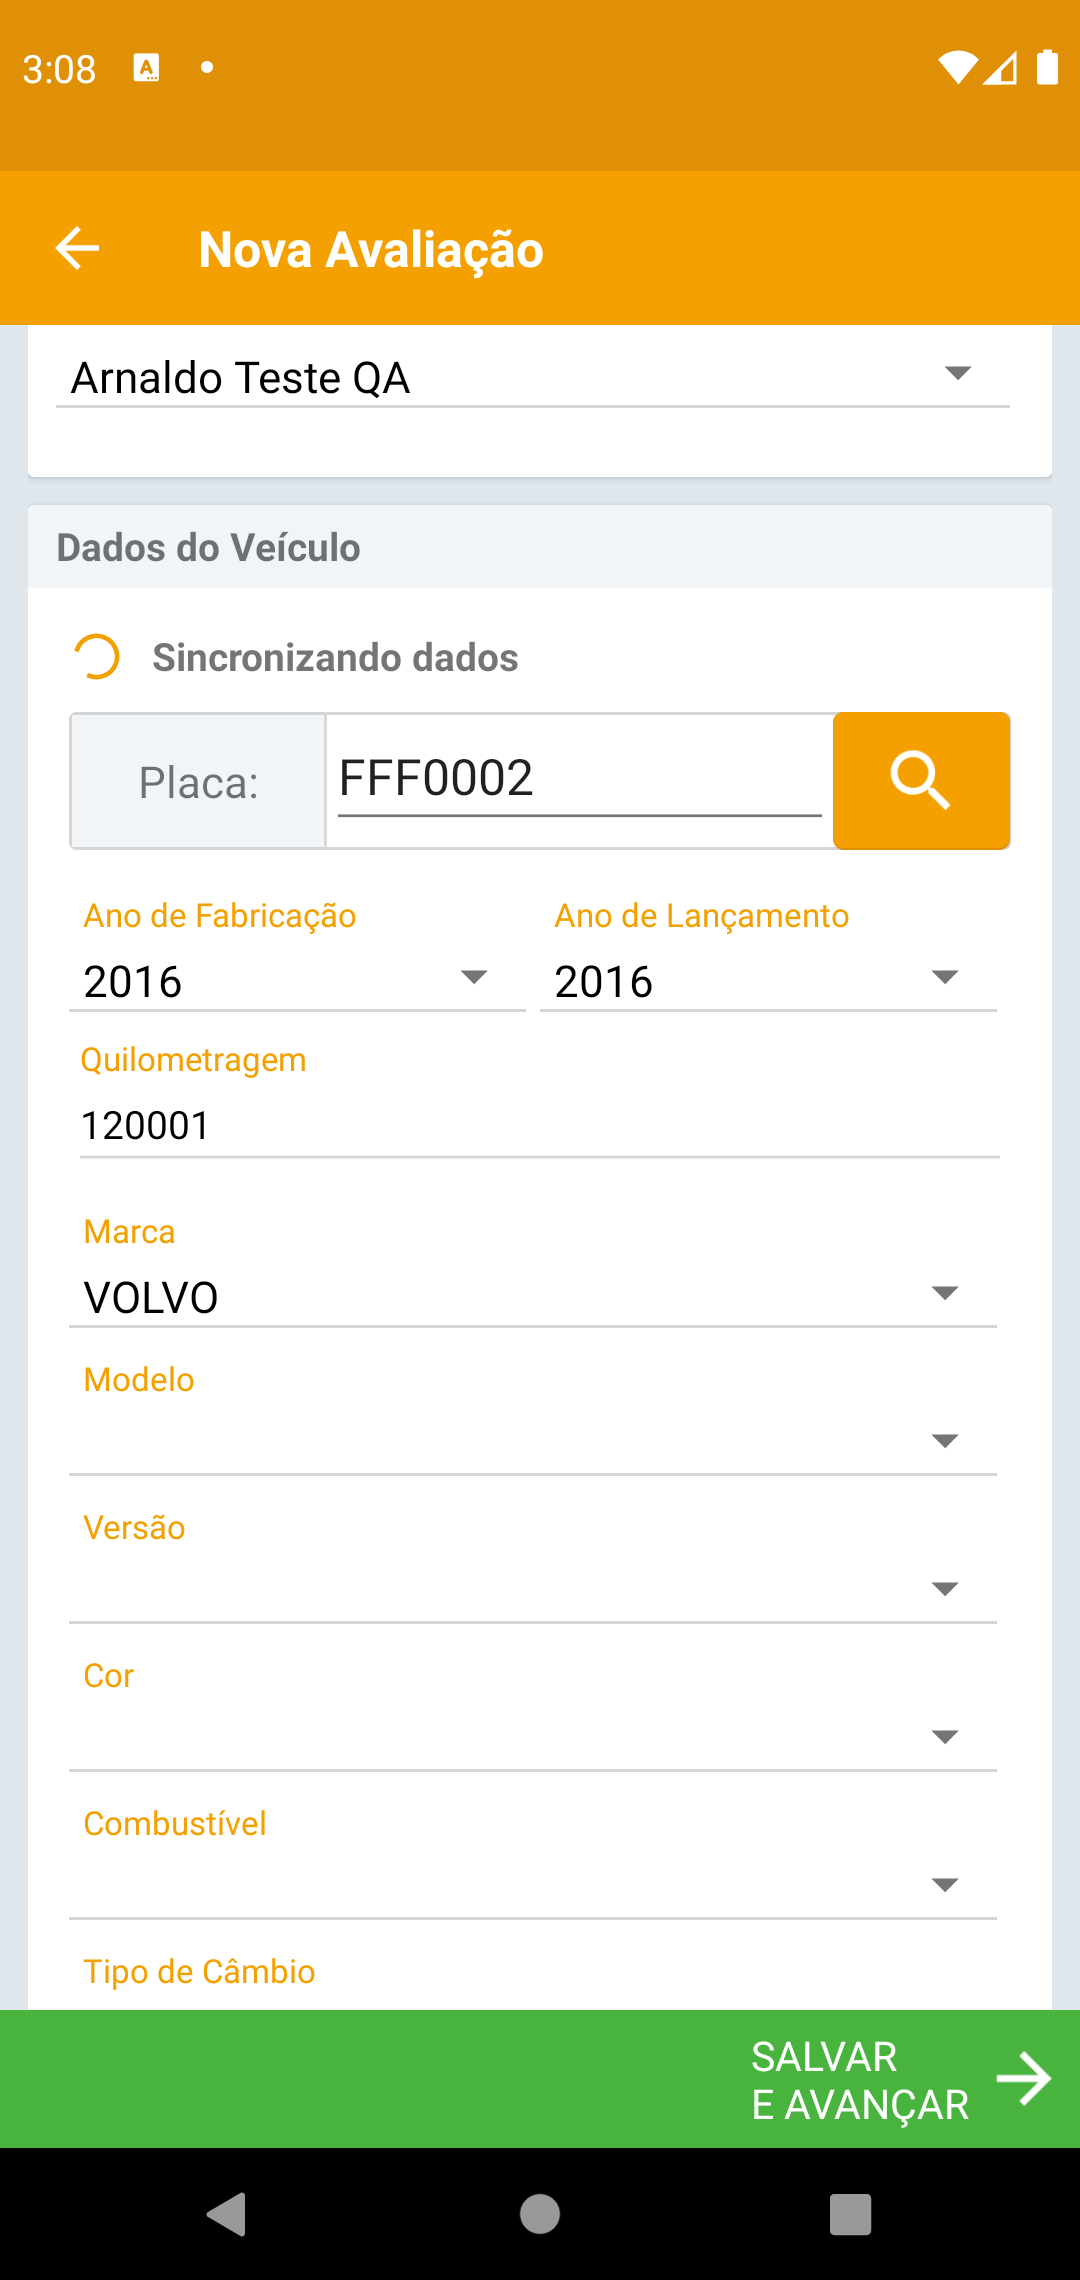 3:08
A
Nova Avaliação
Arnaldo Teste QA
Dados do Veículo
Sincronizando dados
Placa:
FFF0002
Ano de Fabricação
Ano de Lançamento
2016
2016
Quilometragem
120001
Marca
VOLVO
Modelo
Versão
Cor
Combustível
Tipo de Câmbio
SALVAR
E AVANÇAR